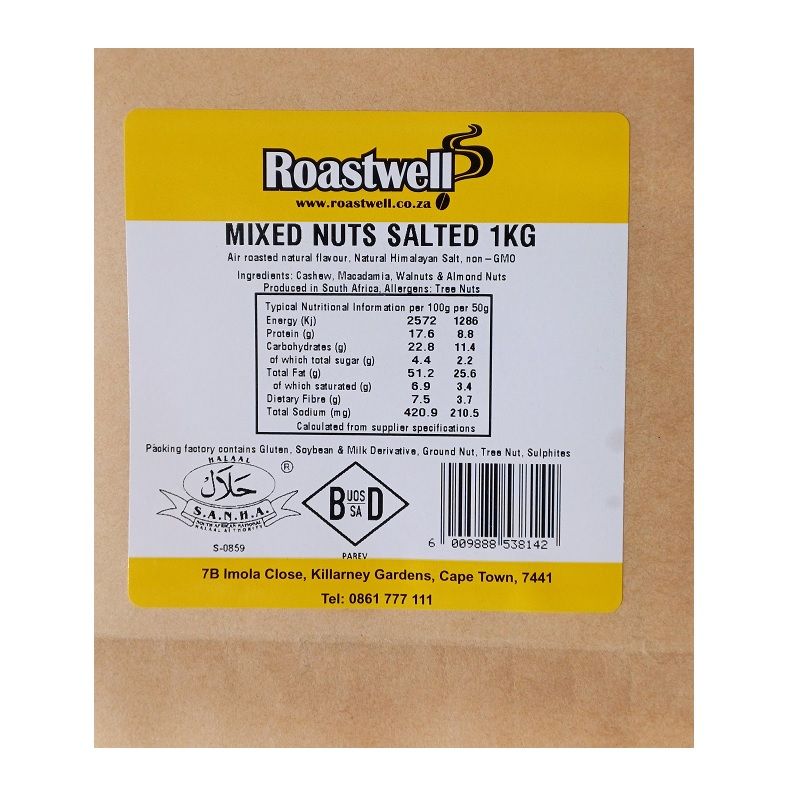 Roastwell
www.roastwell.co.za
MIXED NUTS SALTED 1KG
Air roasted natural flavour, Natural Himalayan Salt, non-GMO
Ingredients: Cashew, Macadamia, Walnuts & Almond Nuts
Produced in South Africa, Allergens: Tree Nuts
Typical Nutritional Information per 100g per 50g
Energy (Kj) 2572 1286
Protein (g) 17.6 8.8
Carbohydrates (g) 22.8 11.4
of which total sugar (g) 4.4 2.2
Total Fat (g) 51.2 25.6
of which saturated (g) 6.9 3.4
Dietary Fibre (g) 7.5 3.7
Total Sodium (mg) 420.9 210.5
Calculated from supplier specifications
Packing factory contains Gluten, Soybean & Milk Derivative, Ground Nut, Tree Nut, Sulphites
HALAAL
®
حلال
S.A.N.H.A.
SOUTH AFRICAN NATIONAL
HALAAL AUTHORITY
S-0859
B UOS D
SA
PAREV
6 009888 538142
7B Imola Close, Killarney Gardens, Cape Town, 7441
Tel: 0861 777 111